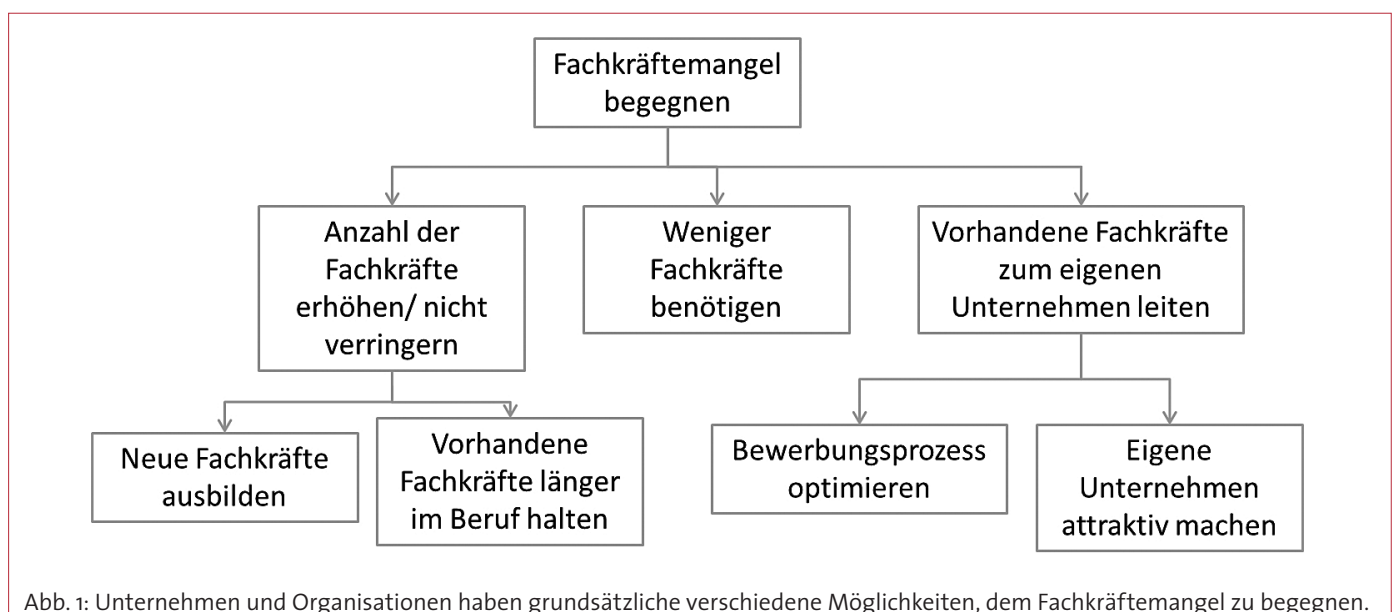 Fachkräftemangel
begegnen
Anzahl der
Fachkräfte
erhöhen/ nicht
verringern
Weniger
Fachkräfte
benötigen
Vorhandene Fachkräfte
zum eigenen
Unternehmen leiten
Neue Fachkräfte
ausbilden
Vorhandene
Fachkräfte länger
im Beruf halten
Bewerbungsprozess
optimieren
Eigene
Unternehmen
attraktiv machen
Abb. 1: Unternehmen und Organisationen haben grundsätzliche verschiedene Möglichkeiten, dem Fachkräftemangel zu begegnen.